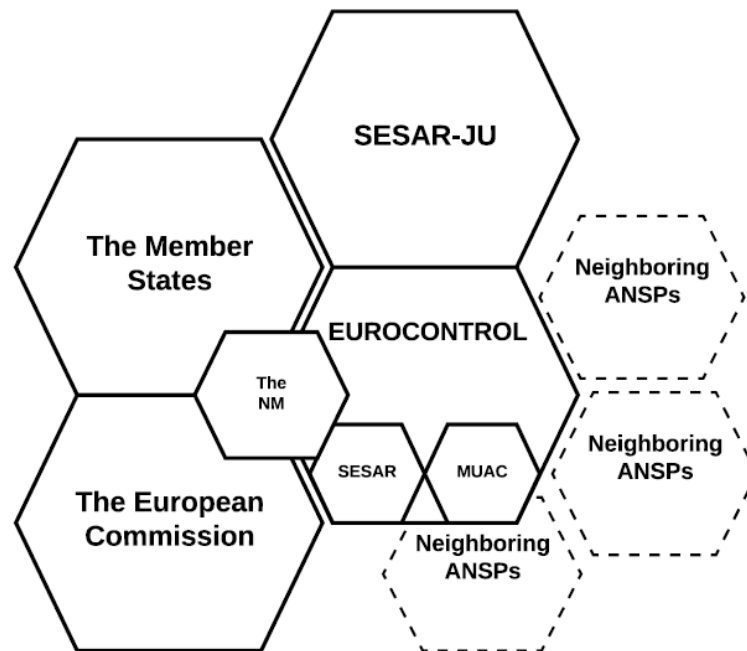 SESAR-JU
The Member
States
Neighboring
ANSPs
EUROCONTROL
The
NM
Neighboring
ANSPs
SESAR
MUAC
The European
Commission
Neighboring
ANSPs